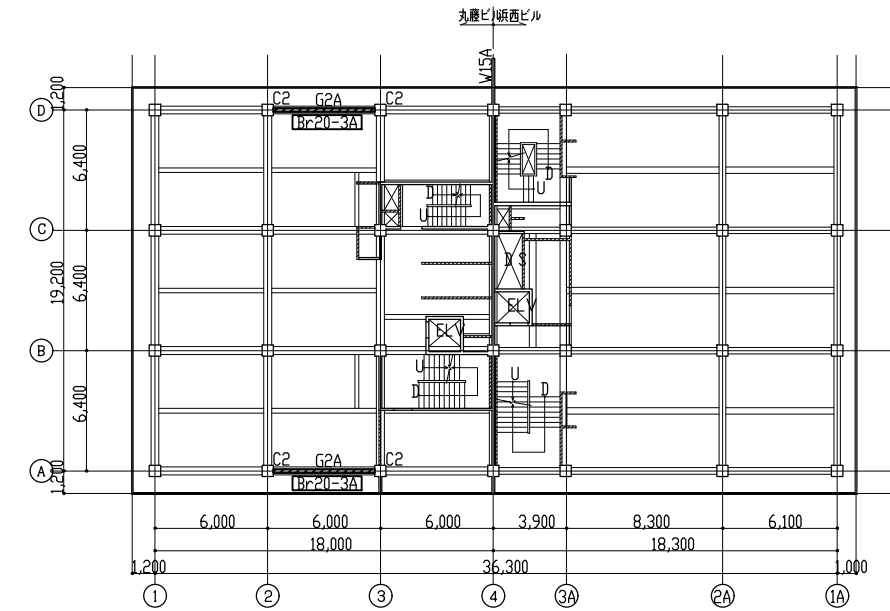 丸藤ビル浜西ビル
W15A
1,200
C2 G2A C2
D
Br20-3A
6,400
D
U
D
U
C
19,200
6,400
D S
ELV
ELV
B
U
D
U
D
6,400
C2 G2A C2
A
1,200
Br20-3A
6,000 6,000 6,000 3,900 8,300 6,100
18,000 18,300
1,200 36,300 1,000
1 2 3 4 3A 2A 1A